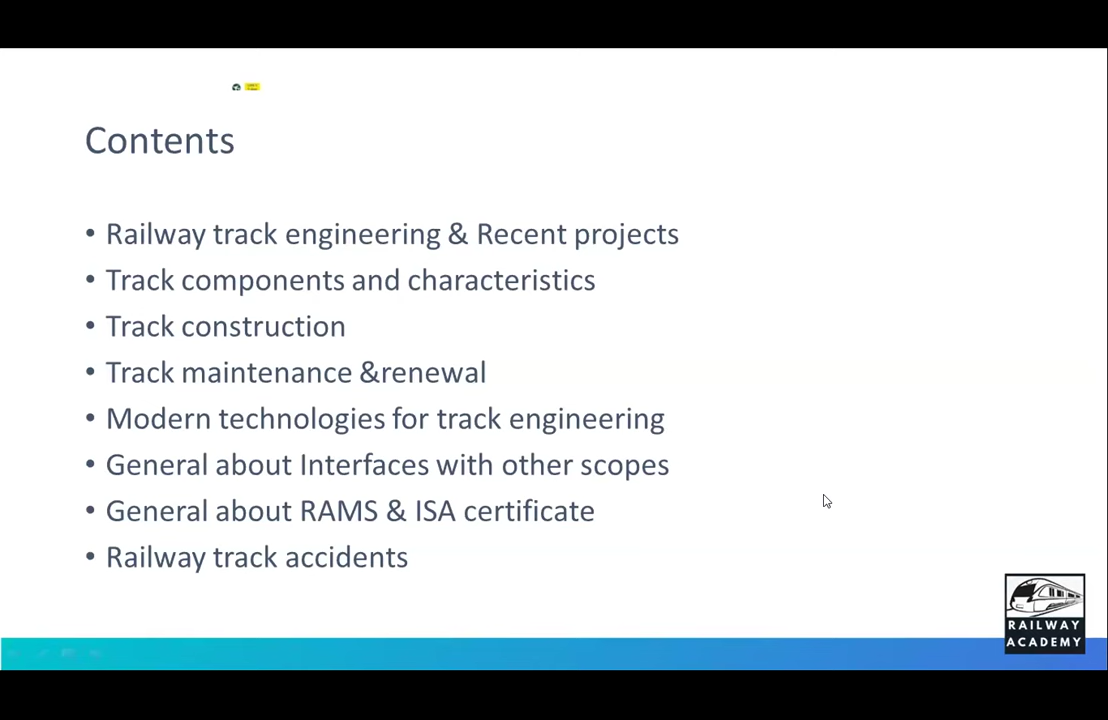 Contents
• Railway track engineering & Recent projects
• Track components and characteristics
• Track construction
• Track maintenance &renewal
• Modern technologies for track engineering
• General about Interfaces with other scopes
• General about RAMS & ISA certificate
• Railway track accidents
RAILWAY
ACADEMY